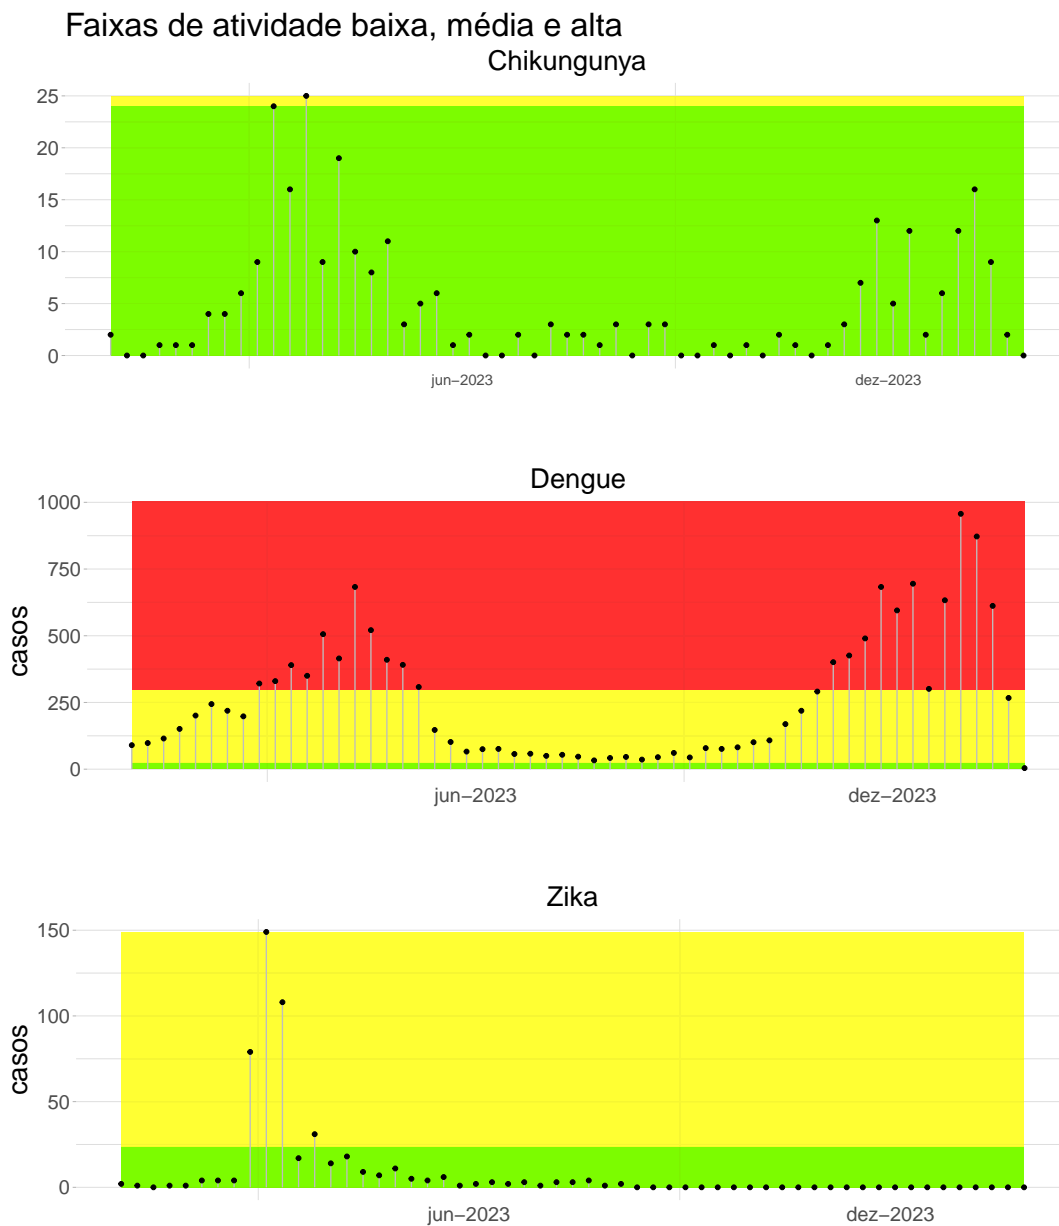 Faixas de atividade baixa, média e alta
Chikungunya
25
20
15
10
5
0
jun−2023
dez−2023
Dengue
1000
750
500
250
0
casos
jun−2023
dez−2023
Zika
150
100
50
0
casos
jun−2023
dez−2023